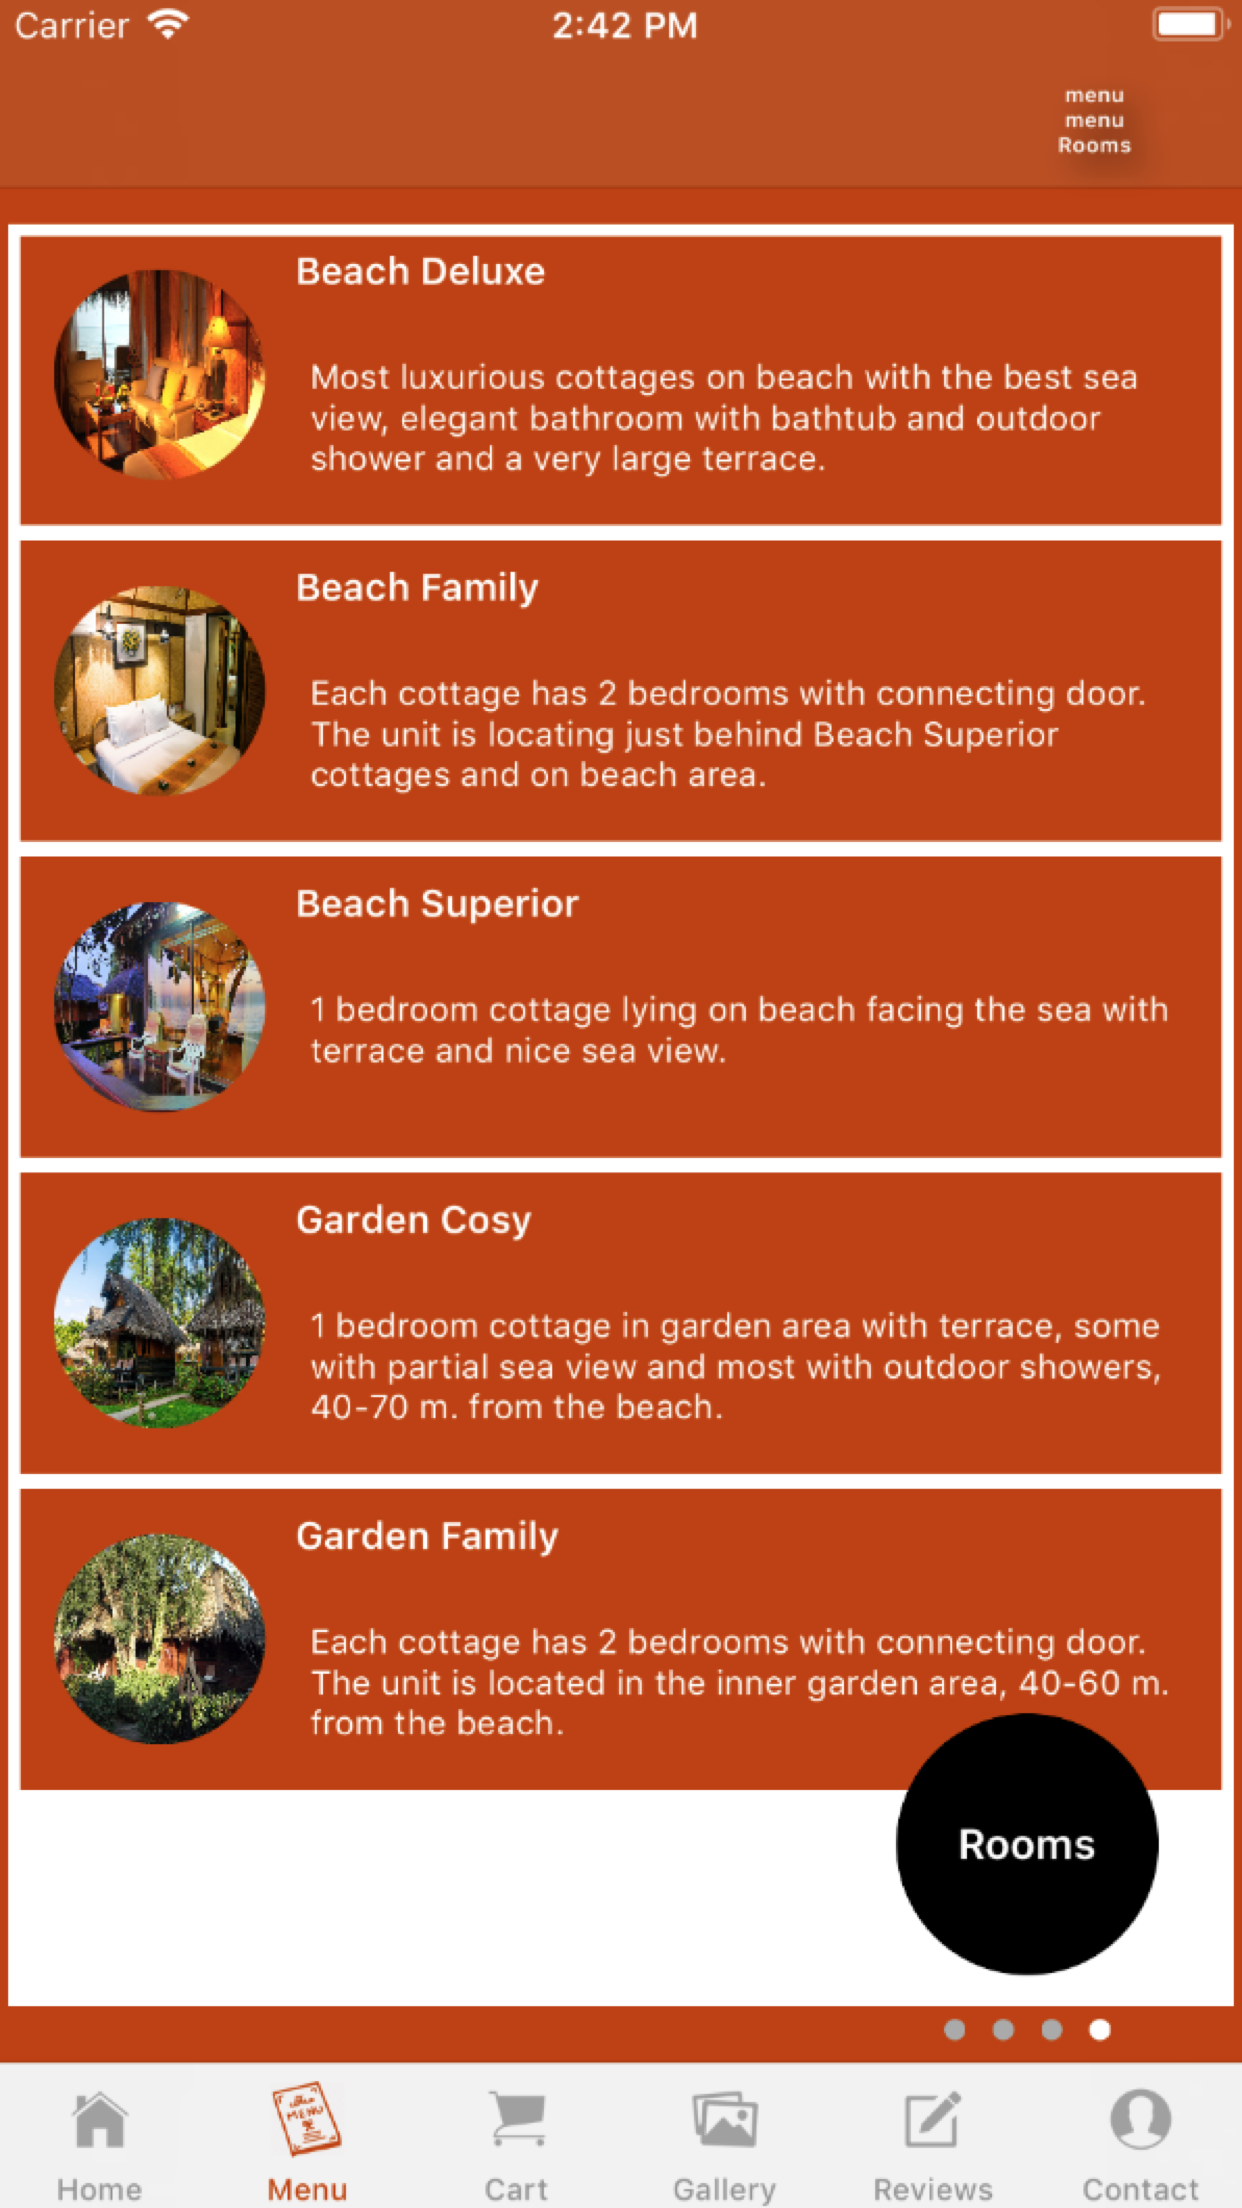 Carrier 2:42 PM
menu
menu
Rooms
Beach Deluxe
Most luxurious cottages on beach with the best sea
view, elegant bathroom with bathtub and outdoor
shower and a very large terrace.
Beach Family
Each cottage has 2 bedrooms with connecting door.
The unit is locating just behind Beach Superior
cottages and on beach area.
Beach Superior
1 bedroom cottage lying on beach facing the sea with
terrace and nice sea view.
Garden Cosy
1 bedroom cottage in garden area with terrace, some
with partial sea view and most with outdoor showers,
40-70 m. from the beach.
Garden Family
Each cottage has 2 bedrooms with connecting door.
The unit is located in the inner garden area, 40-60 m.
from the beach.
Rooms
MENU
Home Menu Cart Gallery Reviews Contact